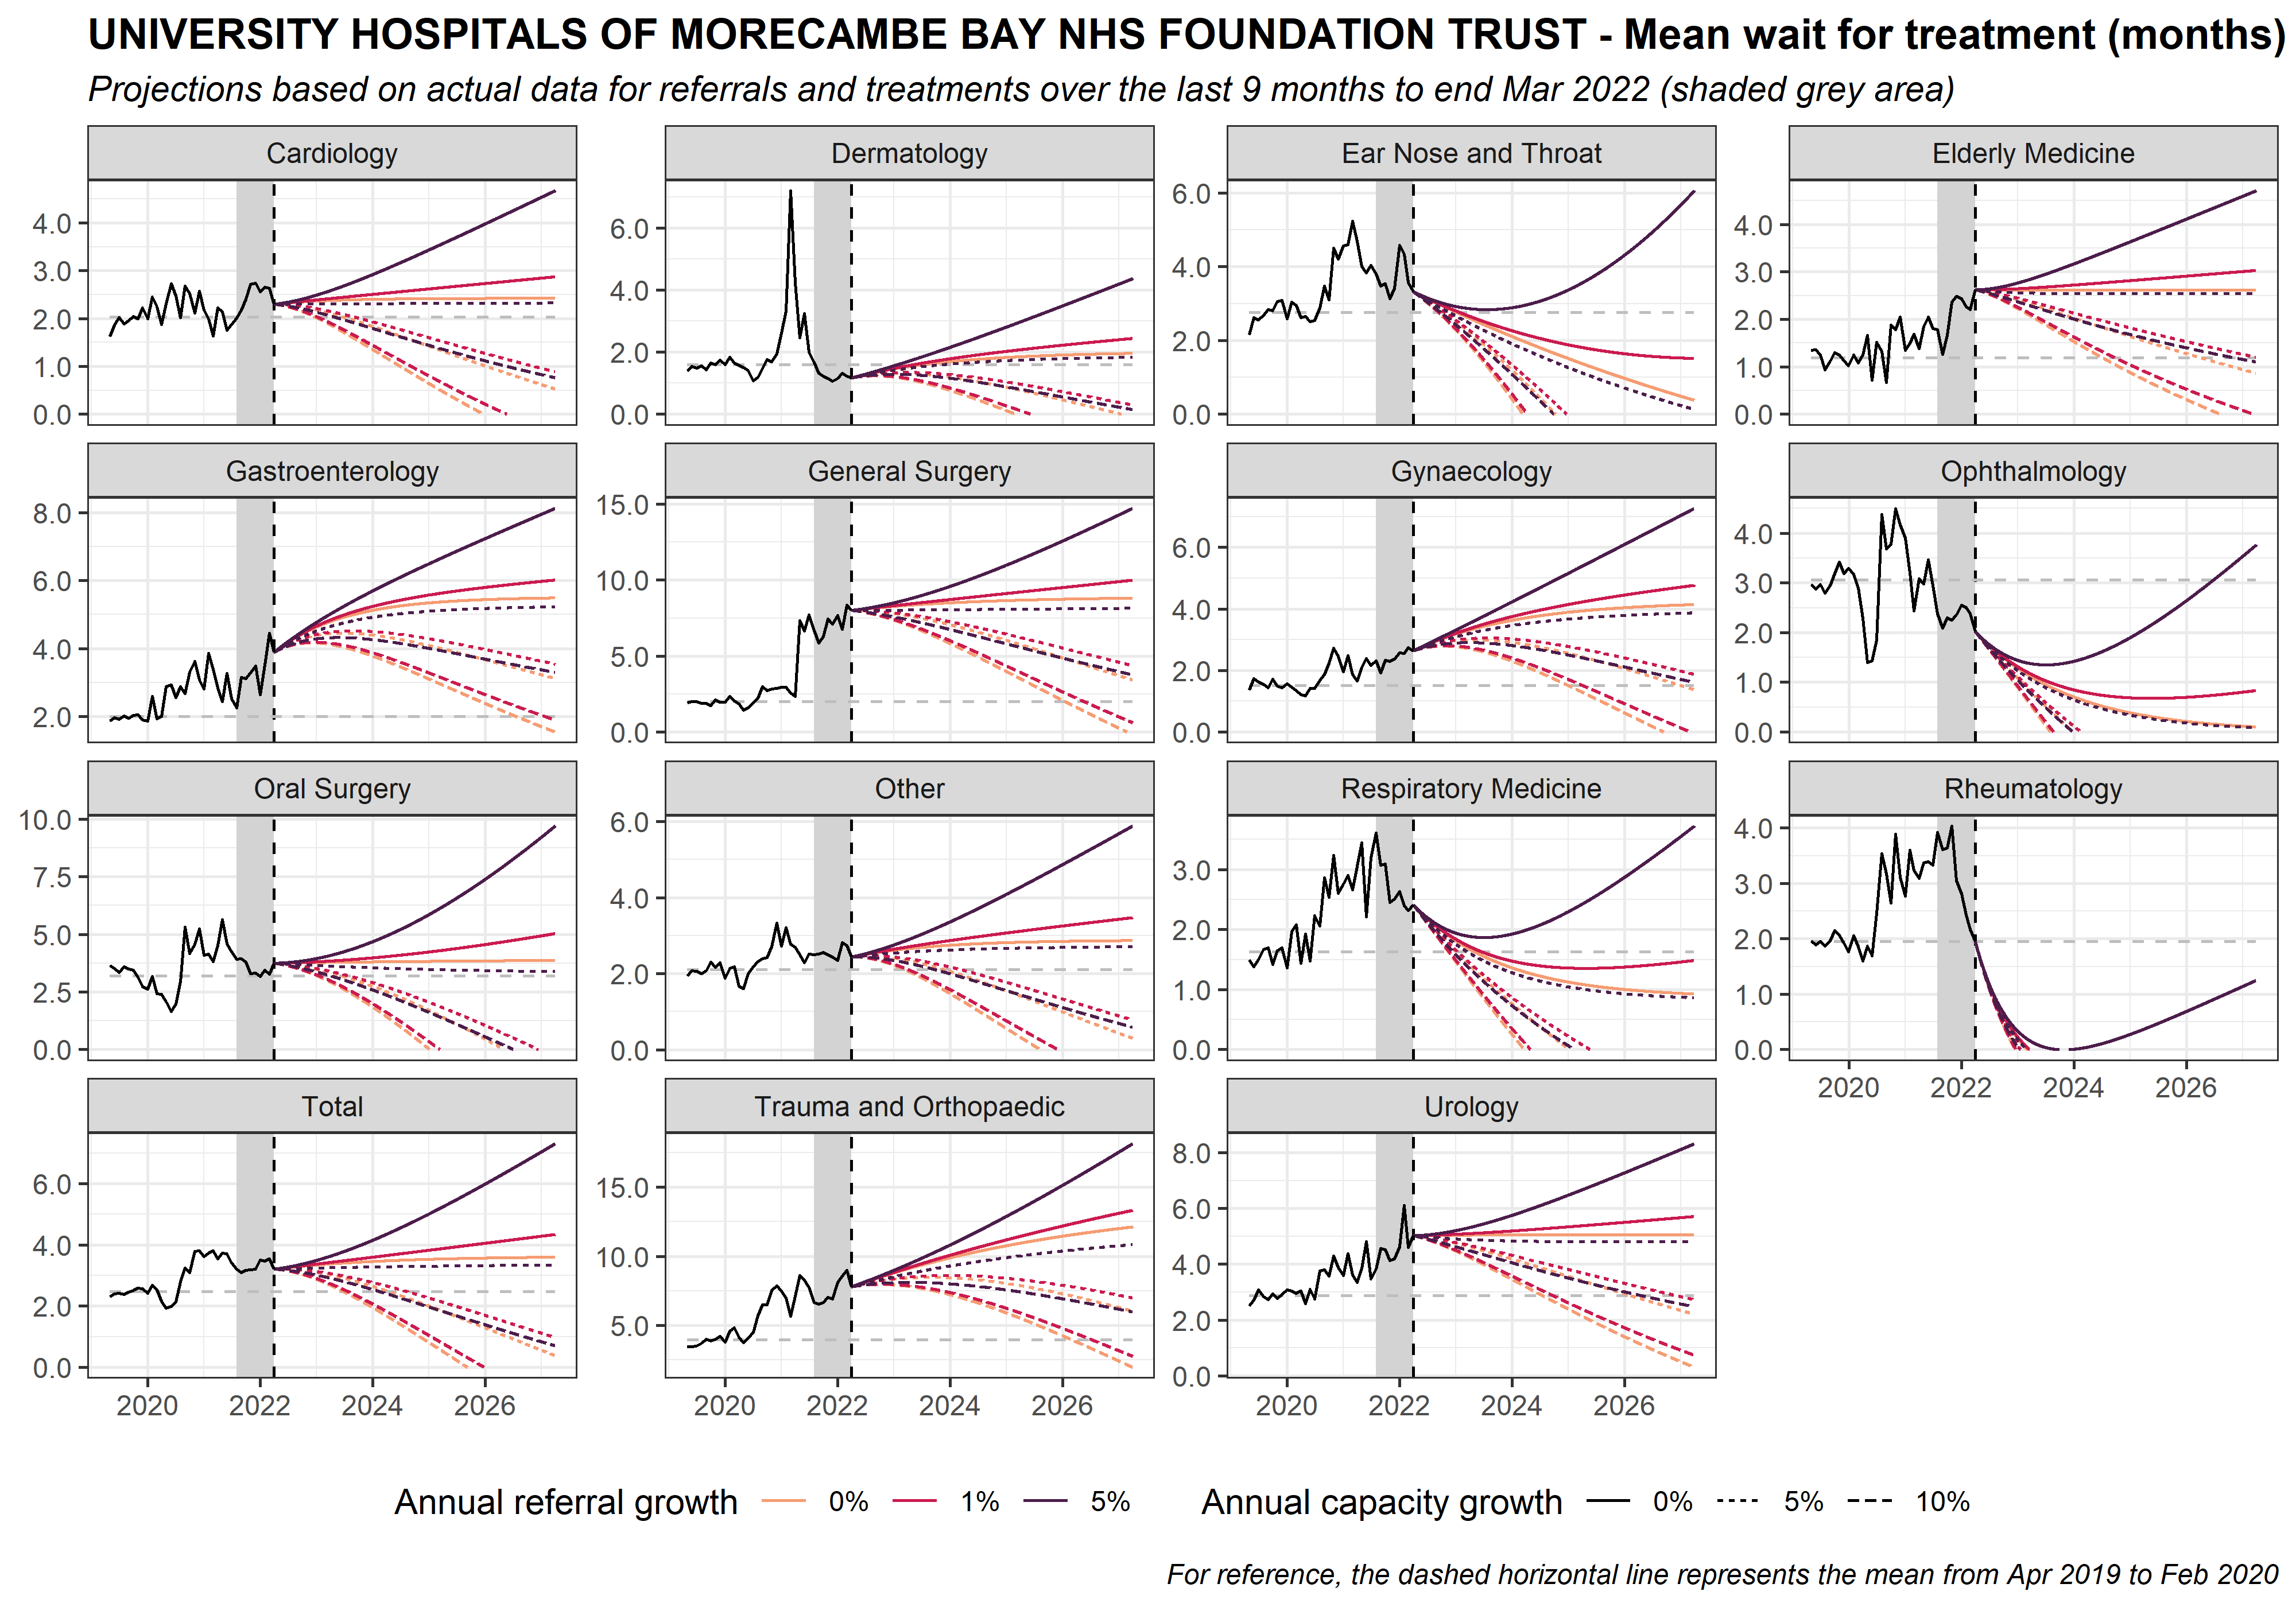 UNIVERSITY HOSPITALS OF MORECAMBE BAY NHS FOUNDATION TRUST - Mean wait for treatment (months)
Projections based on actual data for referrals and treatments over the last 9 months to end Mar 2022 (shaded grey area)
Cardiology
4.0
3.0
2.0
1.0
0.0
Dermatology
6.0
4.0
2.0
0.0
Ear Nose and Throat
6.0
4.0
2.0
0.0
Elderly Medicine
4.0
3.0
2.0
1.0
0.0
Gastroenterology
8.0
6.0
4.0
2.0
General Surgery
15.0
10.0
5.0
0.0
Gynaecology
6.0
4.0
2.0
0.0
Ophthalmology
4.0
3.0
2.0
1.0
0.0
Oral Surgery
10.0
7.5
5.0
2.5
0.0
Other
6.0
4.0
2.0
0.0
Respiratory Medicine
3.0
2.0
1.0
0.0
Rheumatology
4.0
3.0
2.0
1.0
0.0
2020 2022 2024 2026
Total
6.0
4.0
2.0
0.0
2020 2022 2024 2026
Trauma and Orthopaedic
15.0
10.0
5.0
2020 2022 2024 2026
Urology
8.0
6.0
4.0
2.0
0.0
2020 2022 2024 2026
Annual referral growth 0% 1% 5% Annual capacity growth 0% 5% 10%
For reference, the dashed horizontal line represents the mean from Apr 2019 to Feb 2020